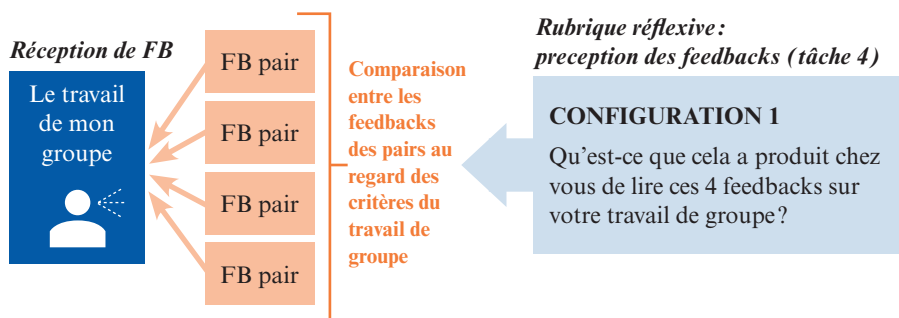 Réception de FB
Le travail
de mon
groupe
FB pair
FB pair
FB pair
FB pair
Comparaison
entre les
feedbacks
des pairs au
regard des
critères du
travail de
groupe
Rubrique réflexive :
preception des feedbacks (tâche 4)
CONFIGURATION 1
Qu’est-ce que cela a produit chez
vous de lire ces 4 feedbacks sur
votre travail de groupe ?